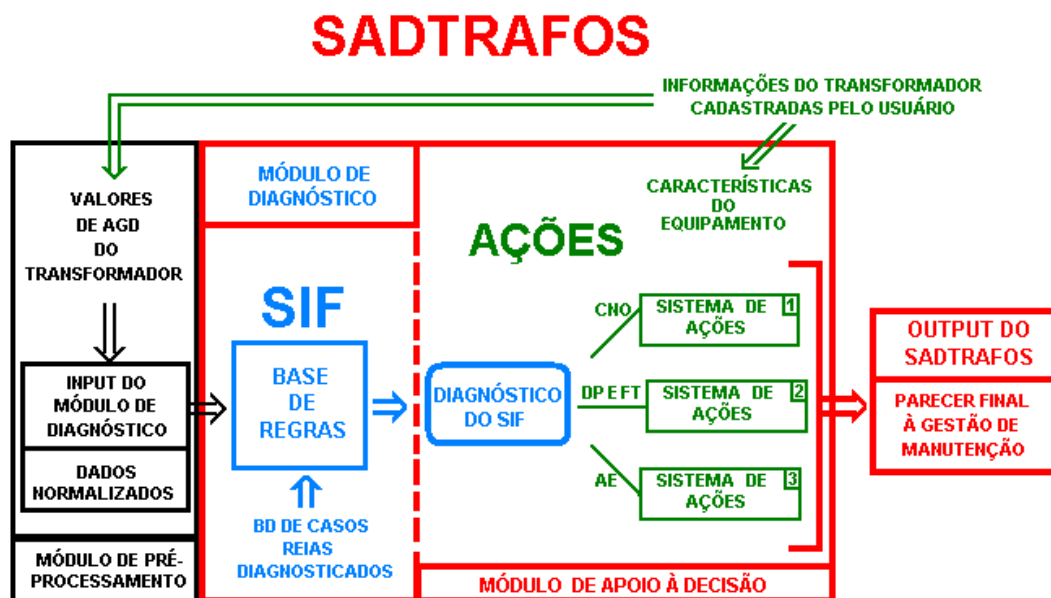 SADTRAFOS
INFORMAÇÕES DO TRANSFORMADOR
CADASTRADAS PELO USUÁRIO
VALORES
DE AGD
DO
TRANSFORMADOR
INPUT DO
MÓDULO DE
DIAGNÓSTICO
DADOS
NORMALIZADOS
MÓDULO DE PRÉ-
PROCESSAMENTO
MÓDULO DE
DIAGNÓSTICO
SIF
BASE
DE
REGRAS
BD DE CASOS
REIAS
DIAGNOSTICADOS
AÇÕES
CARACTERÍSTICAS
DO
EQUIPAMENTO
DIAGNÓSTICO
DO SIF
CNO
SISTEMA DE 1
AÇÕES
DP E FT
SISTEMA DE 2
AÇÕES
AE
SISTEMA DE 3
AÇÕES
MÓDULO DE APOIO À DECISÃO
OUTPUT DO
SADTRAFOS
PARECER FINAL
À GESTÃO DE
MANUTENÇÃO